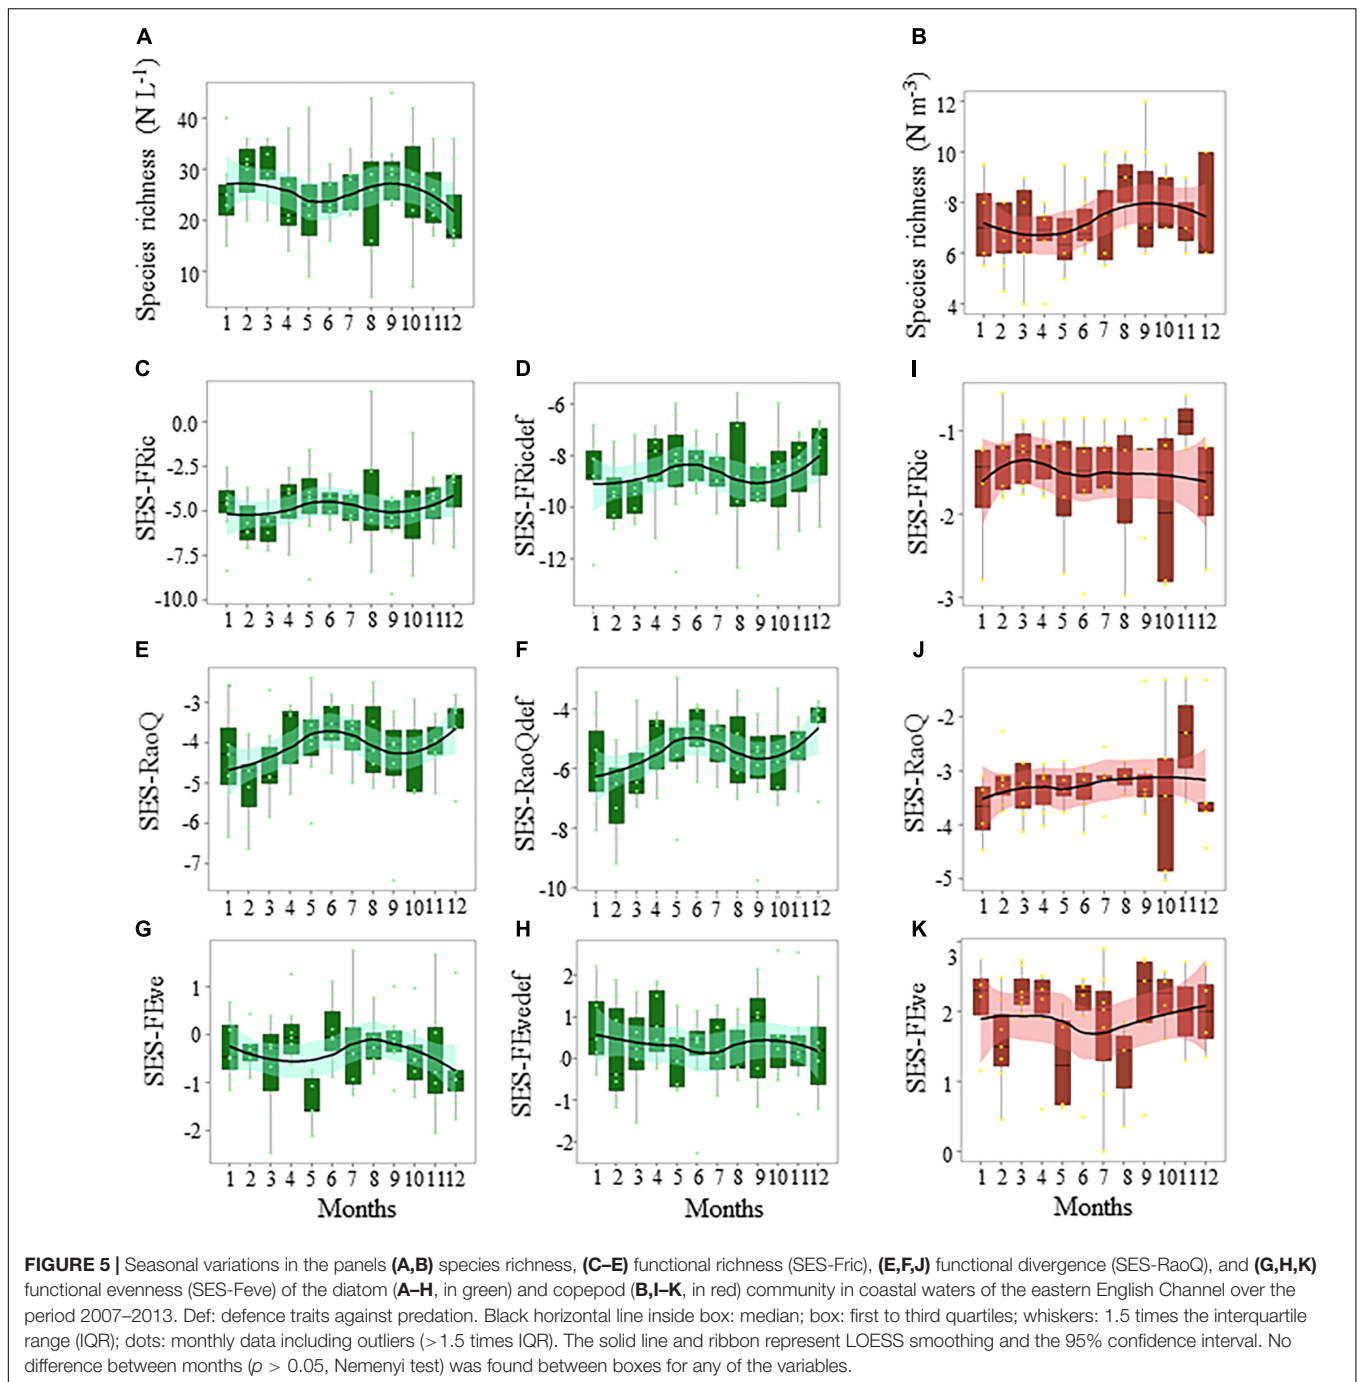 A
Species richness (N L-1)
40
30
20
10
1 2 3 4 5 6 7 8 9 10 11 12
B
Species richness (N m-3)
12
10
8
6
4
1 2 3 4 5 6 7 8 9 10 11 12
C
SES-FRic
0.0
-2.5
-5.0
-7.5
-10.0
1 2 3 4 5 6 7 8 9 10 11 12
D
SES-FRicdef
-6
-8
-10
-12
1 2 3 4 5 6 7 8 9 10 11 12
I
SES-FRic
-1
-2
-3
1 2 3 4 5 6 7 8 9 10 11 12
E
SES-RaoQ
-3
-4
-5
-6
-7
1 2 3 4 5 6 7 8 9 10 11 12
F
SES-RaoQdef
-4
-6
-8
-10
1 2 3 4 5 6 7 8 9 10 11 12
J
SES-RaoQ
-2
-3
-4
-5
1 2 3 4 5 6 7 8 9 10 11 12
G
SES-FEve
1
0
-1
-2
1 2 3 4 5 6 7 8 9 10 11 12
Months
H
SES-FEvedef
2
1
0
-1
-2
1 2 3 4 5 6 7 8 9 10 11 12
Months
K
SES-FEve
3
2
1
0
1 2 3 4 5 6 7 8 9 10 11 12
Months
FIGURE 5 | Seasonal variations in the panels (A,B) species richness, (C–E) functional richness (SES-Fric), (E,F,J) functional divergence (SES-RaoQ), and (G,H,K)
functional evenness (SES-Feve) of the diatom (A–H, in green) and copepod (B,I–K, in red) community in coastal waters of the eastern English Channel over the
period 2007–2013. Def: defence traits against predation. Black horizontal line inside box: median; box: first to third quartiles; whiskers: 1.5 times the interquartile
range (IQR); dots: monthly data including outliers (>1.5 times IQR). The solid line and ribbon represent LOESS smoothing and the 95% confidence interval. No
difference between months (p > 0.05, Nemenyi test) was found between boxes for any of the variables.